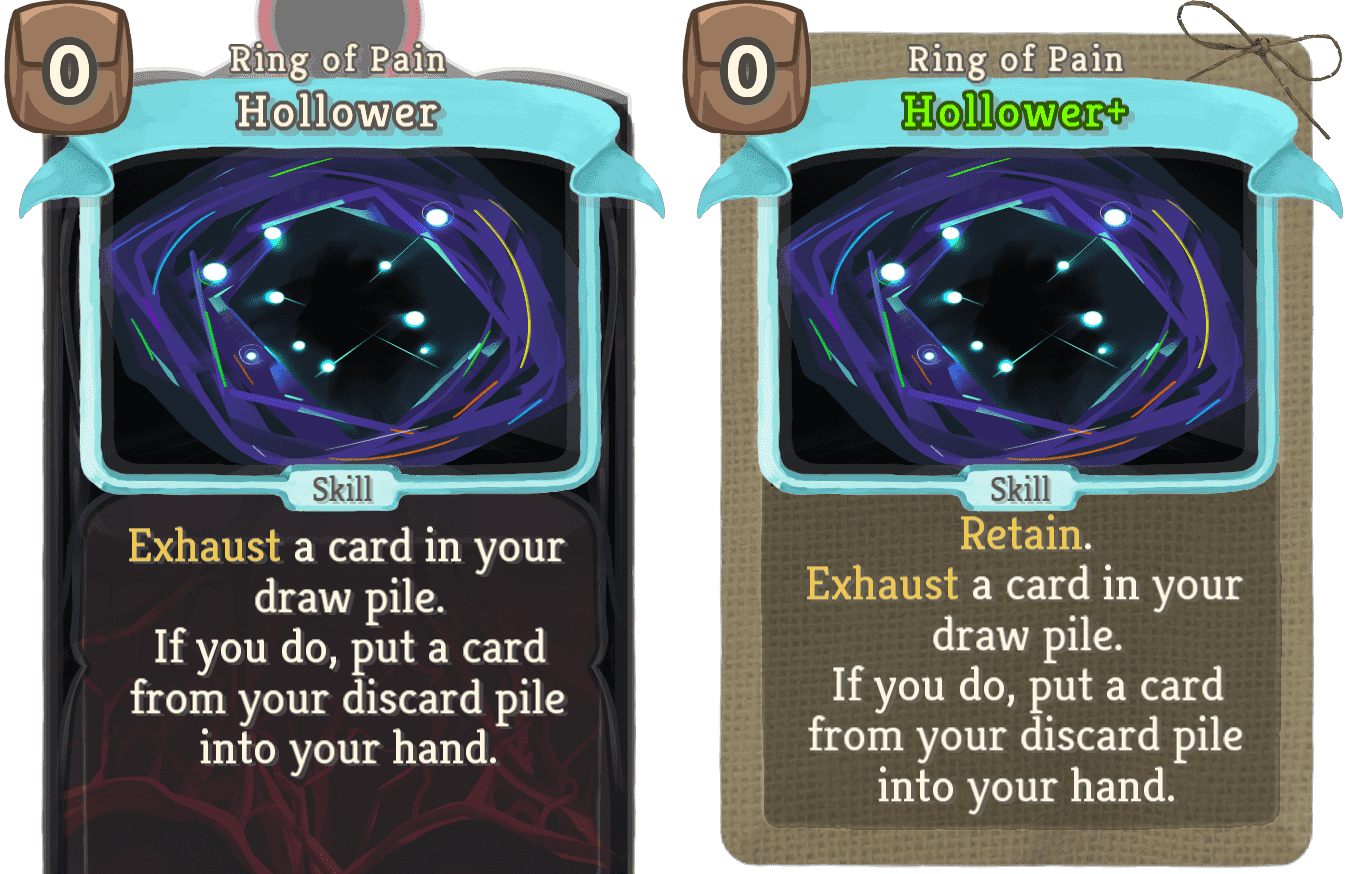 0
Ring of Pain
Hollower
Skill
Exhaust a card in your
draw pile.
If you do, put a card
from your discard pile
into your hand.
0
Ring of Pain
Hollower+
Skill
Retain.
Exhaust a card in your
draw pile.
If you do, put a card
from your discard pile
into your hand.